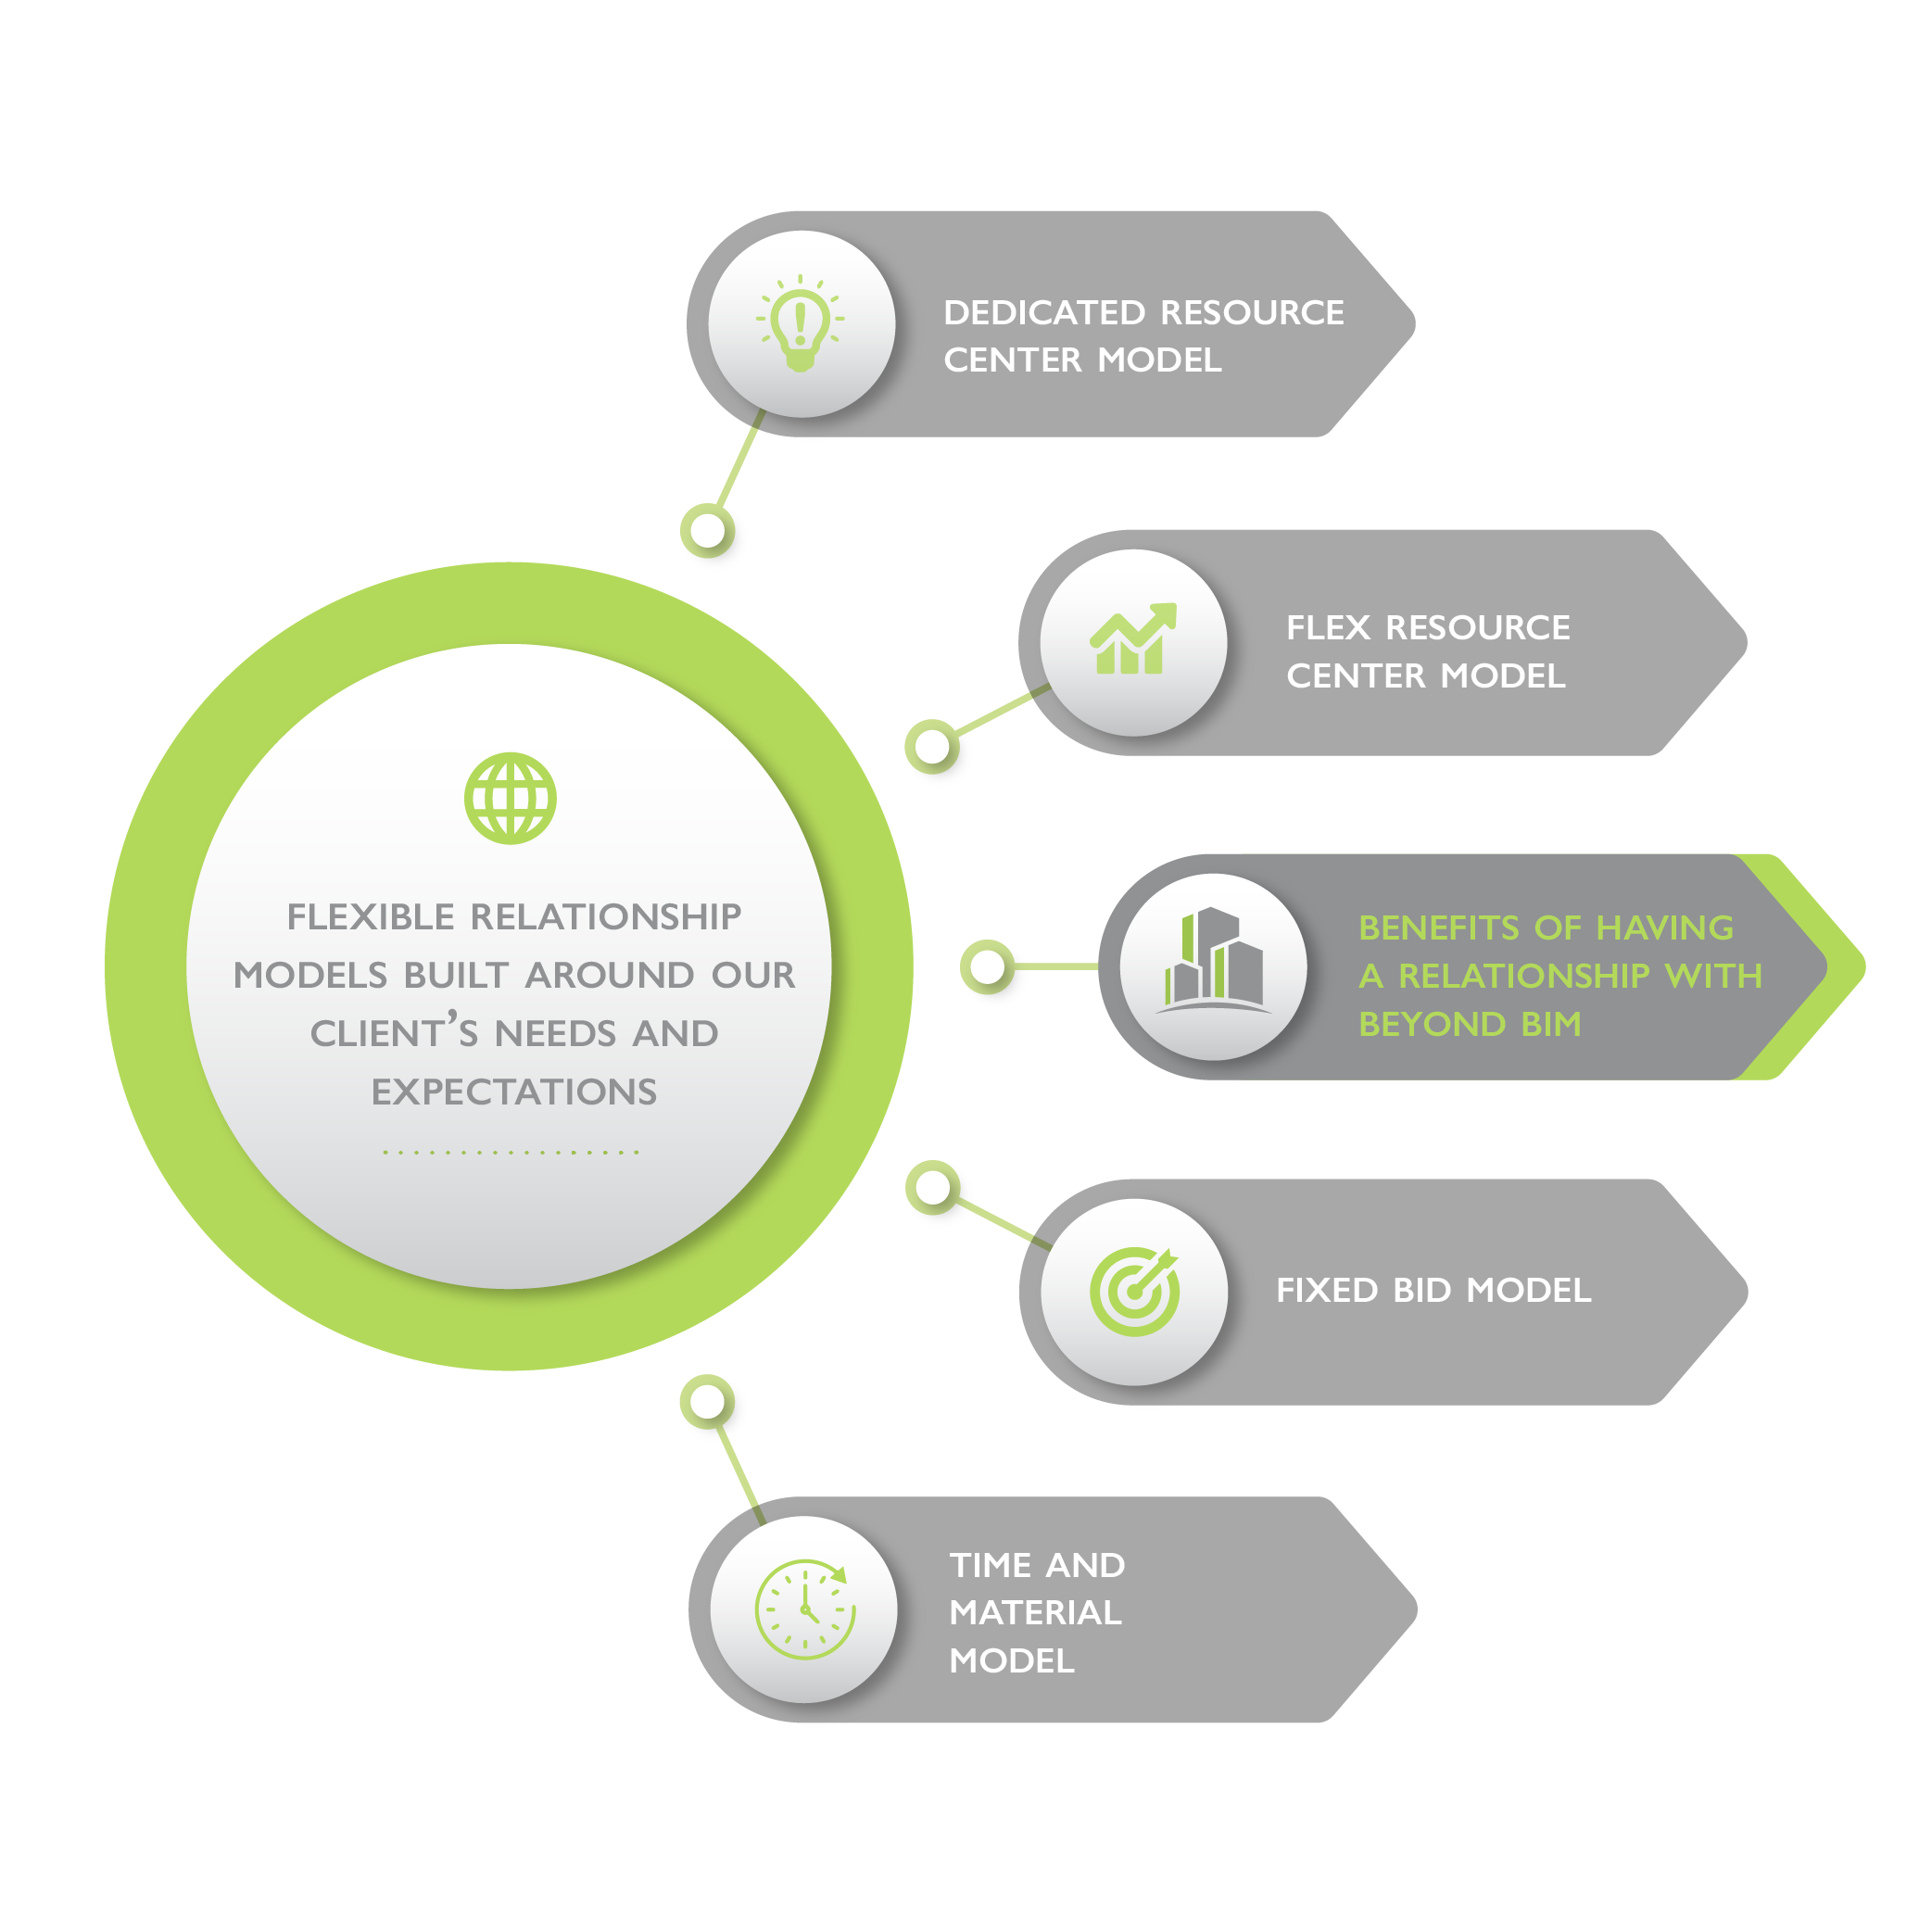 DEDICATED RESOURCE
CENTER MODEL
FLEX RESOURCE
CENTER MODEL
FLEXIBLE RELATIONSHIP
MODELS BUILT AROUND OUR
CLIENT’S NEEDS AND
EXPECTATIONS
BENEFITS OF HAVING
A RELATIONSHIP WITH
BEYOND BIM
FIXED BID MODEL
TIME AND
MATERIAL
MODEL